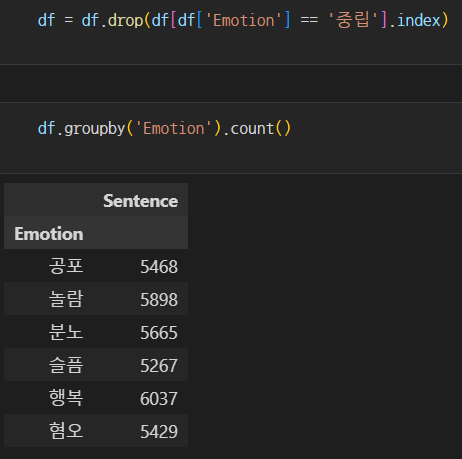 df = df.drop(df[df['Emotion'] == '중립'].index)
df.groupby('Emotion').count()
Sentence
Emotion
공포 5468
놀람 5898
분노 5665
슬픔 5267
행복 6037
혐오 5429